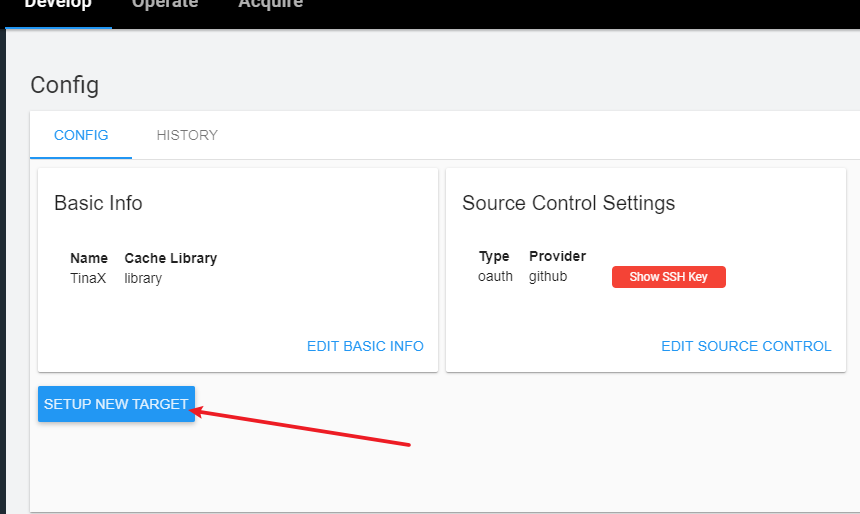 Develop Operate Acquire
Config
CONFIG HISTORY
Basic Info
Name Cache Library
TinaX library
EDIT BASIC INFO
Source Control Settings
Type Provider
oauth github Show SSH Key
EDIT SOURCE CONTROL
SETUP NEW TARGET